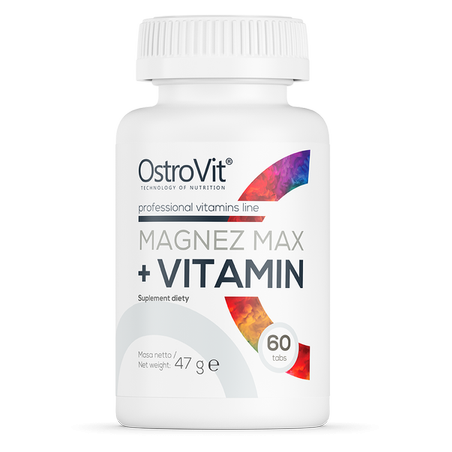 OstroVit®
TECHNOLOGY OF NUTRITION
professional vitamins line
MAGNEZ MAX
+ VITAMIN
Suplement diety
60
tabs
Masa netto /
Net weight: 47 g ℮